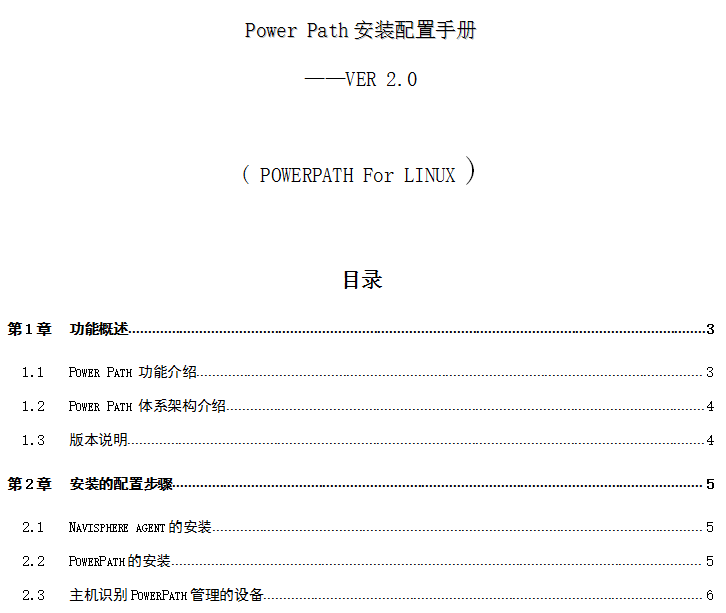 Power Path 安装配置手册
——VER 2.0
( POWERPATH For LINUX )
目录
第1章 功能概述 3
1.1 POWER PATH 功能介绍 3
1.2 POWER PATH 体系架构介绍 4
1.3 版本说明 4
第2章 安装的配置步骤 5
2.1 NAVISPHERE AGENT 的安装 5
2.2 POWERPATH 的安装 5
2.3 主机识别 POWERPATH 管理的设备 6